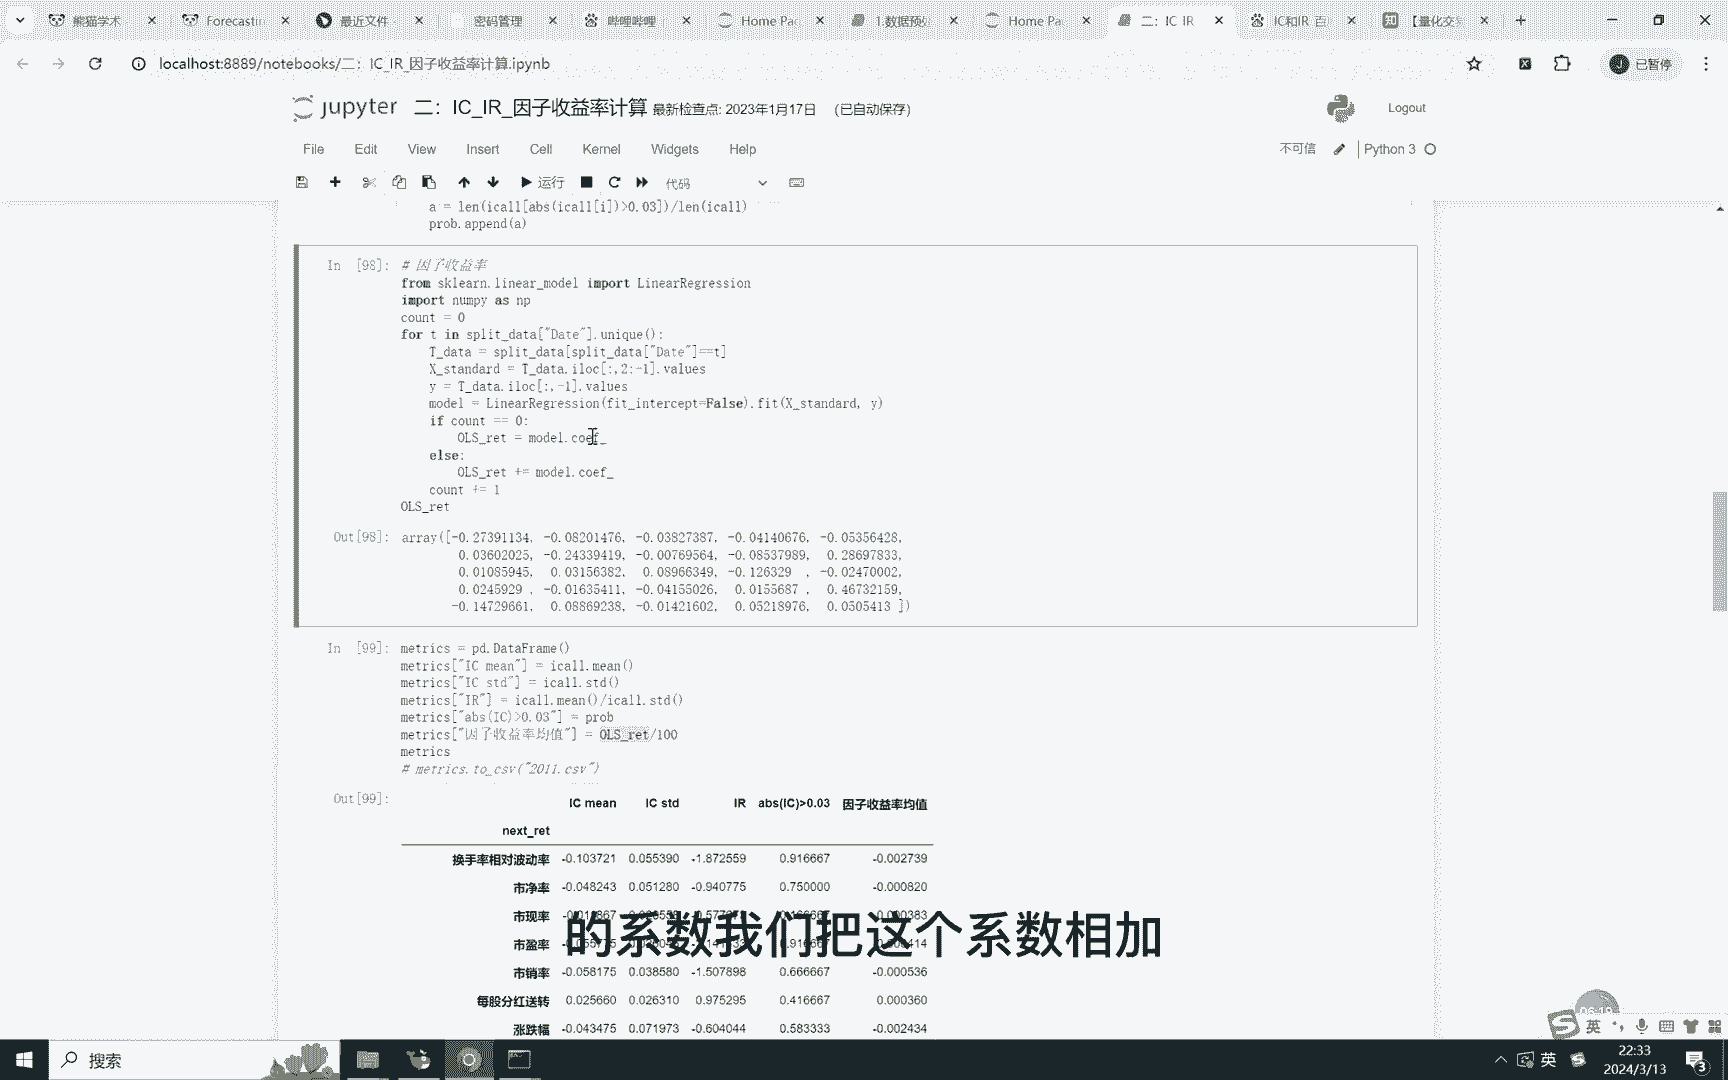 熊猫学术
Forecastin
最近文件 -
密码管理
哔哩哔哩
Home Pac
1.数据预处
Home Pa
二：IC IR
IC和IR 百
【量化交易
localhost:8889/notebooks/二：IC_IR_因子收益率计算.ipynb
已暂停
jupyter 二：IC_IR_因子收益率计算 最新检查点: 2023年1月17日 (已自动保存)
Logout
File Edit View Insert Cell Kernel Widgets Help
不可信 Python 3
运行 代码
a = len(icall[abs(icall[i])>0.03])/len(icall)
prob.append(a)
In [98]: # 因子收益率
from sklearn.linear_model import LinearRegression
import numpy as np
count = 0
for t in split_data["Date"].unique():
T_data = split_data[split_data["Date"]==t]
X_standard = T_data.iloc[:,2:-1].values
y = T_data.iloc[:,-1].values
model = LinearRegression(fit_intercept=False).fit(X_standard, y)
if count == 0:
OLS_ret = model.coef_
else:
OLS_ret += model.coef_
count += 1
OLS_ret
Out[98]: array([-0.27391134, -0.08201476, -0.03827387, -0.04140676, -0.05356428,
0.03602025, -0.24339419, -0.00769564, -0.08537989, 0.28697833,
0.01085945, 0.03156382, 0.08966349, -0.126329 , -0.02470002,
0.0245929 , -0.01635411, -0.04155026, 0.0155687 , 0.46732159,
-0.14729661, 0.08869238, -0.01421602, 0.05218976, 0.0505413 ])
In [99]: metrics = pd.DataFrame()
metrics["IC mean"] = icall.mean()
metrics["IC std"] = icall.std()
metrics["IR"] = icall.mean()/icall.std()
metrics["abs(IC)>0.03"] = prob
metrics["因子收益率均值"] = OLS_ret/100
metrics
# metrics.to_csv("2011.csv")
Out[99]:
IC mean IC std IR abs(IC)>0.03 因子收益率均值
next_ret
换手率相对波动率 -0.103721 0.055390 -1.872559 0.916667 -0.002739
市净率 -0.048243 0.051280 -0.940775 0.750000 -0.000820
市现率
市盈率
的系数我们把这个系数相加
市销率 -0.058175 0.038580 -1.507898 0.666667 -0.000536
每股分红送转 0.025660 0.026310 0.975295 0.416667 0.000360
涨跌幅 -0.043475 0.071973 -0.604044 0.583333 -0.002434
英
搜索
英
22:33
2024/3/13
3